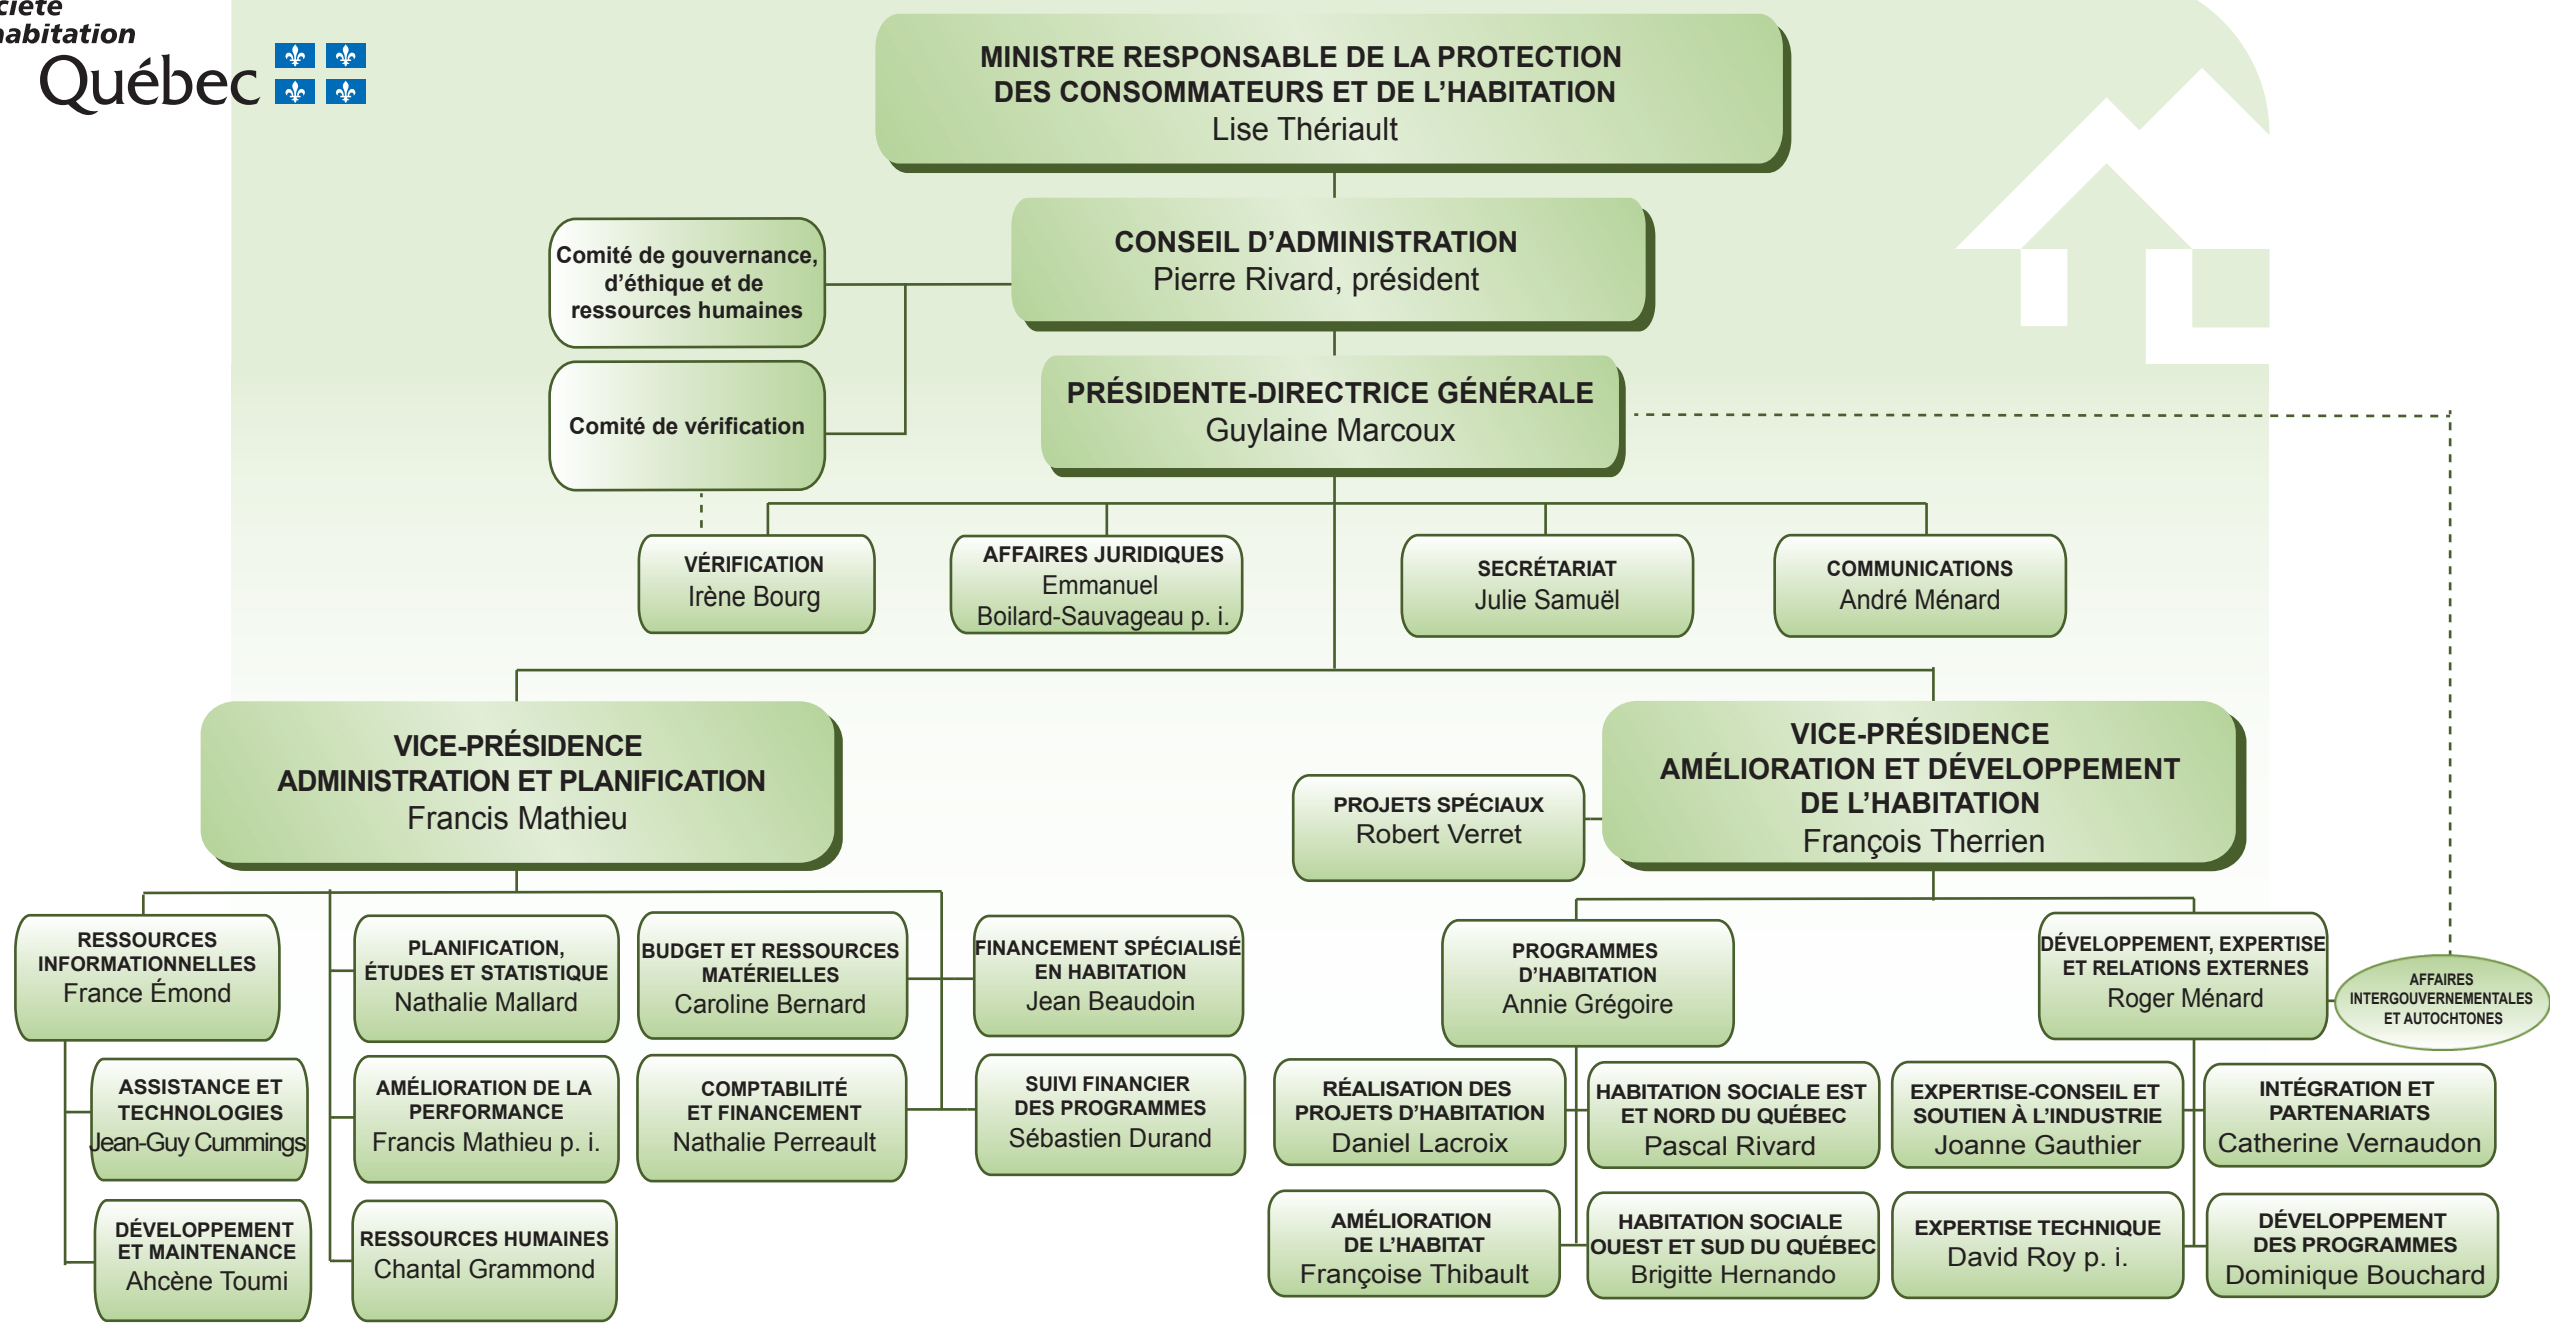 habitation
Québec
MINISTRE RESPONSABLE DE LA PROTECTION
DES CONSOMMATEURS ET DE L’HABITATION
Lise Thériault
CONSEIL D’ADMINISTRATION
Pierre Rivard, président
Comité de gouvernance,
d’éthique et de
ressources humaines
Comité de vérification
PRÉSIDENTE-DIRECTRICE GÉNÉRALE
Guylaine Marcoux
VÉRIFICATION
Irène Bourg
AFFAIRES JURIDIQUES
Emmanuel
Boilard-Sauvageau p. i.
SECRÉTARIAT
Julie Samuël
COMMUNICATIONS
André Ménard
VICE-PRÉSIDENCE
ADMINISTRATION ET PLANIFICATION
Francis Mathieu
PROJETS SPÉCIAUX
Robert Verret
VICE-PRÉSIDENCE
AMÉLIORATION ET DÉVELOPPEMENT
DE L’HABITATION
François Therrien
RESSOURCES
INFORMATIONNELLES
France Émond
PLANIFICATION,
ÉTUDES ET STATISTIQUE
Nathalie Mallard
BUDGET ET RESSOURCES
MATÉRIELLES
Caroline Bernard
FINANCEMENT SPÉCIALISÉ
EN HABITATION
Jean Beaudoin
PROGRAMMES
D’HABITATION
Annie Grégoire
DÉVELOPPEMENT, EXPERTISE
ET RELATIONS EXTERNES
Roger Ménard
AFFAIRES
INTERGOUVERNEMENTALES
ET AUTOCHTONES
ASSISTANCE ET
TECHNOLOGIES
Jean-Guy Cummings
AMÉLIORATION DE LA
PERFORMANCE
Francis Mathieu p. i.
COMPTABILITÉ
ET FINANCEMENT
Nathalie Perreault
SUIVI FINANCIER
DES PROGRAMMES
Sébastien Durand
RÉALISATION DES
PROJETS D’HABITATION
Daniel Lacroix
HABITATION SOCIALE EST
ET NORD DU QUÉBEC
Pascal Rivard
EXPERTISE-CONSEIL ET
SOUTIEN À L’INDUSTRIE
Joanne Gauthier
INTÉGRATION ET
PARTENARIATS
Catherine Vernaudon
DÉVELOPPEMENT
ET MAINTENANCE
Ahcène Toumi
RESSOURCES HUMAINES
Chantal Grammond
AMÉLIORATION
DE L’HABITAT
Françoise Thibault
HABITATION SOCIALE
OUEST ET SUD DU QUÉBEC
Brigitte Hernando
EXPERTISE TECHNIQUE
David Roy p. i.
DÉVELOPPEMENT
DES PROGRAMMES
Dominique Bouchard